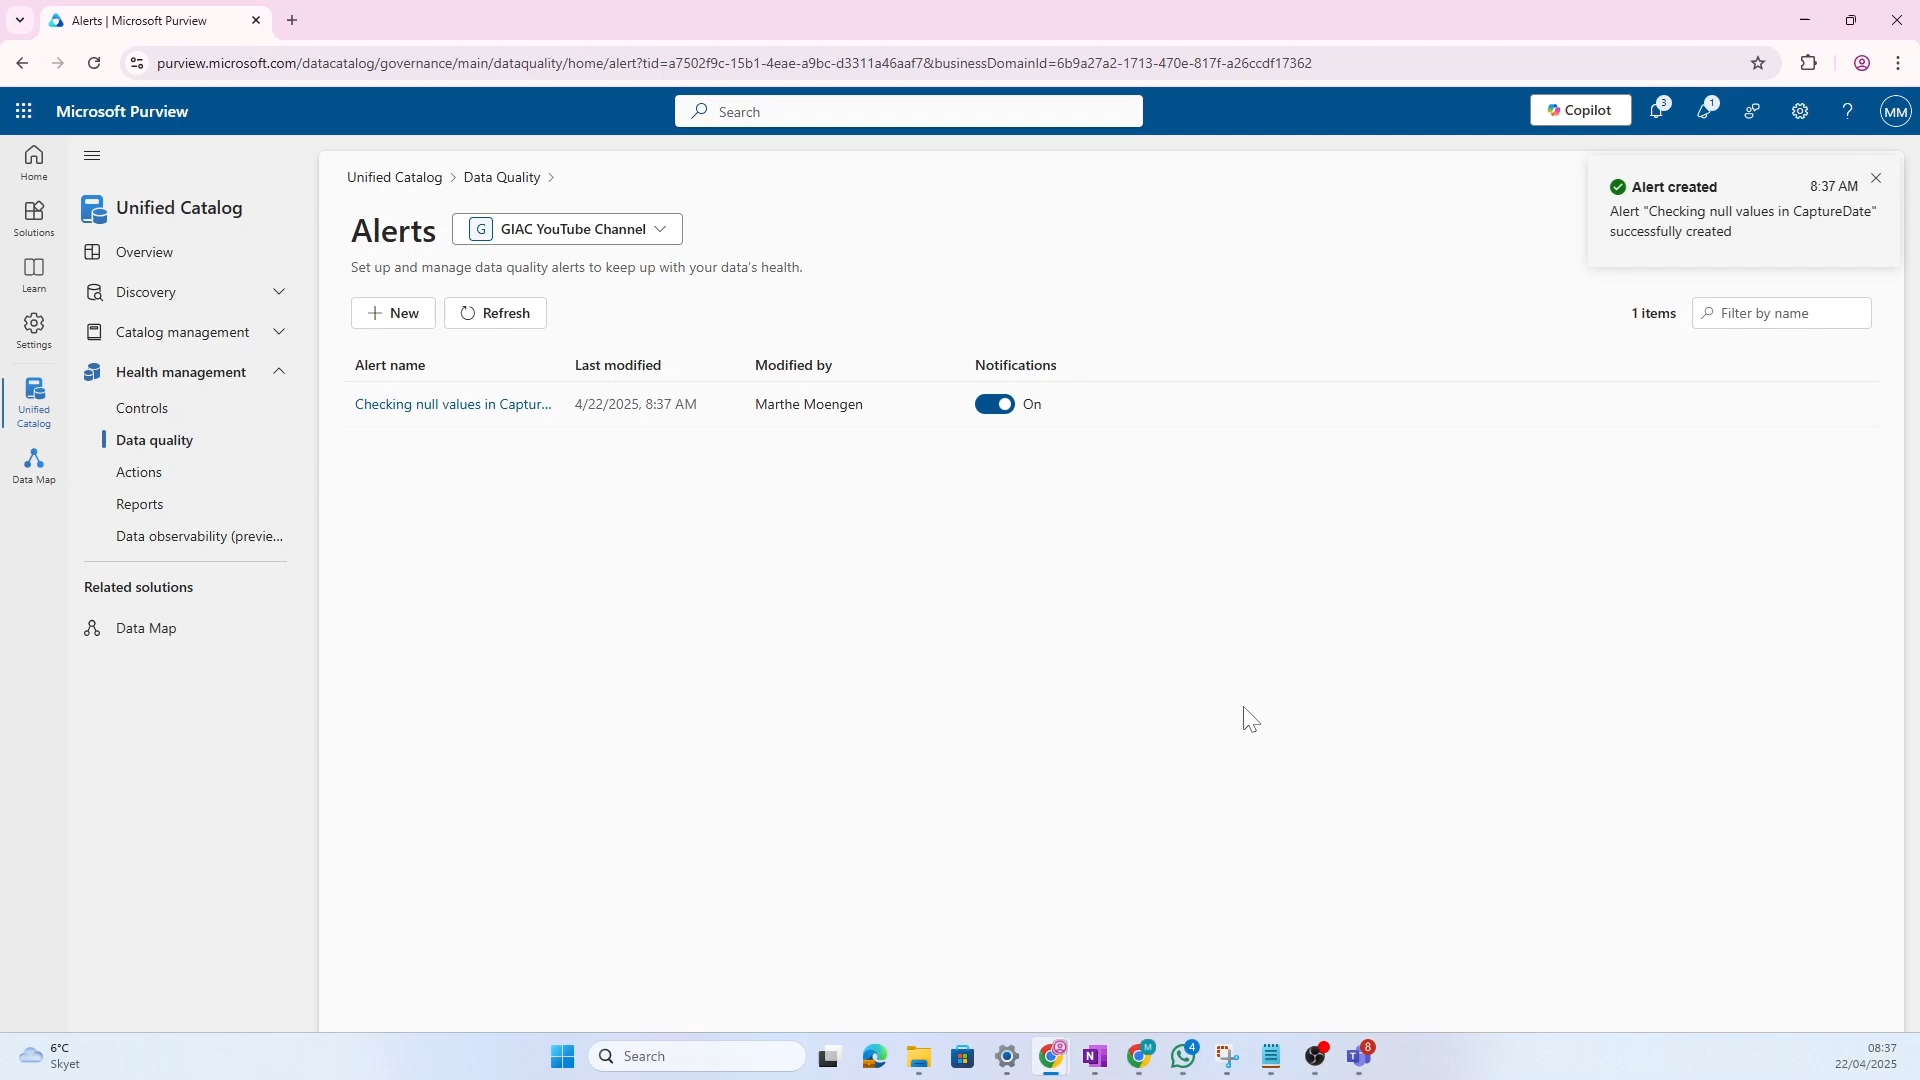 Alerts | Microsoft Purview
purview.microsoft.com/datacatalog/governance/main/dataquality/home/alert?tid=a7502f9c-15b1-4eae-a9bc-d3311a46aaf7&businessDomainId=6b9a27a2-1713-470e-817f-a26ccdf17362
Microsoft Purview
Search
Copilot
3
1
MM
Home
Solutions
Learn
Settings
Unified
Catalog
Data Map
Unified Catalog
Overview
Discovery
Catalog management
Health management
Controls
Data quality
Actions
Reports
Data observability (previe...
Related solutions
Data Map
Unified Catalog > Data Quality >
Alerts
G GIAC YouTube Channel
Set up and manage data quality alerts to keep up with your data's health.
New
Refresh
1 items
Filter by name
Alert name Last modified Modified by Notifications
Checking null values in Captur... 4/22/2025, 8:37 AM Marthe Moengen On
Alert created 8:37 AM
Alert "Checking null values in CaptureDate"
successfully created
6°C
Skyet
Search
M
4
8
08:37
22/04/2025